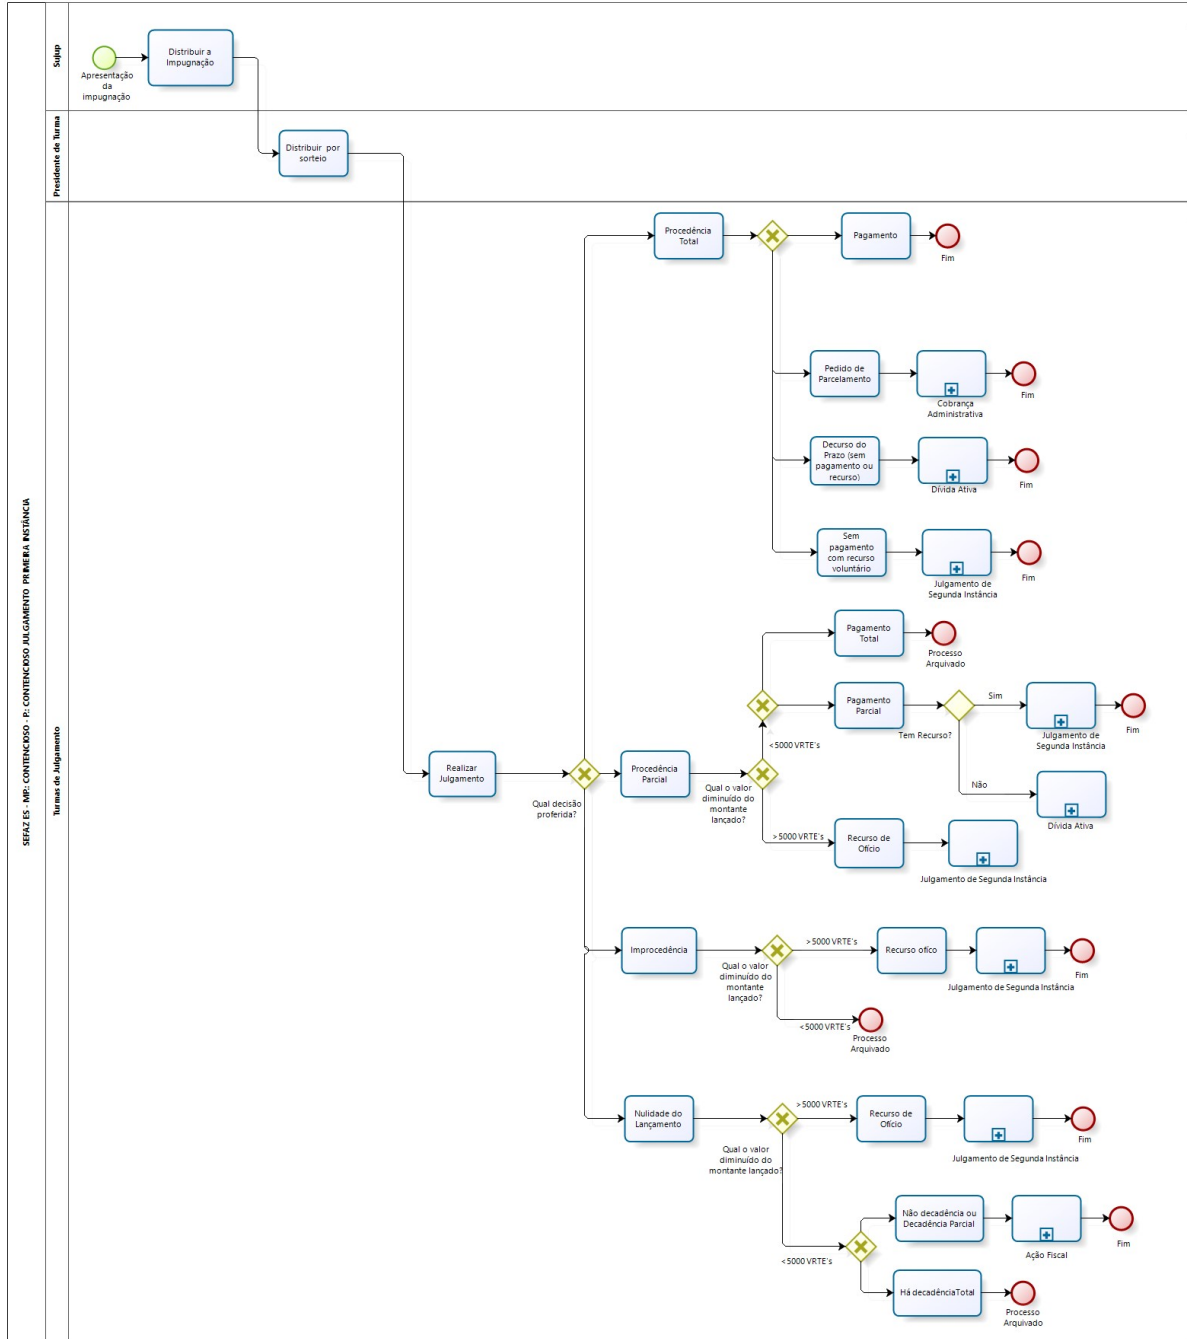 SEFAZ ES - MP: CONTENCIOSO - P.: CONTENCIOSO JULGAMENTO PRIMEIRA INSTÂNCIA
Sujup
Apresentação
da
impugnação
Distribuir a
Impugnação
Presidente de Turma
Distribuir por
sorteio
Turmas de Julgamento
Realizar
Julgamento
Qual decisão
proferida?
Procedência
Total
Pagamento
Fim
Pedido de
Parcelamento
Cobrança
Administrativa
Fim
Decurso do
Prazo (sem
pagamento ou
recurso)
Dívida Ativa
Fim
Sem
pagamento
com recurso
voluntário
Julgamento de
Segunda Instância
Fim
Procedência
Parcial
Qual o valor
diminuído do
montante
lançado?
<5000 VRTE's
Pagamento
Total
Processo
Arquivado
Pagamento
Parcial
Tem Recurso?
Sim
Julgamento de
Segunda Instância
Fim
Não
Dívida Ativa
>5000 VRTE's
Recurso de
Ofício
Julgamento de Segunda Instância
Improcedência
Qual o valor
diminuído do
montante
lançado?
>5000 VRTE's
Recurso ofíco
Julgamento de Segunda Instância
Fim
<5000 VRTE's
Processo
Arquivado
Nulidade do
Lançamento
Qual o valor
diminuído do
montante lançado?
>5000 VRTE's
Recurso de
Ofício
Julgamento de Segunda Instância
Fim
<5000 VRTE's
Não decadência ou
Decadência Parcial
Ação Fiscal
Fim
Há decadênciaTotal
Processo
Arquivado